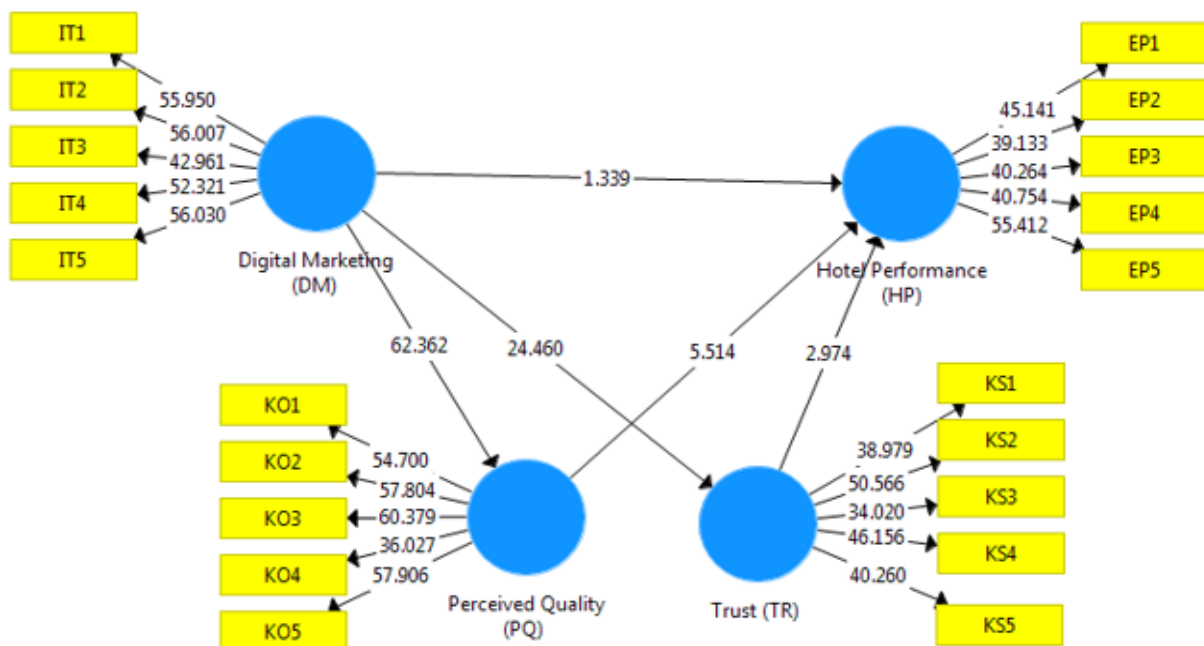 IT1
IT2
IT3
IT4
IT5
55.950
56.007
42.961
52.321
56.030
Digital Marketing
(DM)
1.339
EP1
EP2
EP3
EP4
EP5
45.141
39.133
40.264
40.754
55.412
Hotel Performance
(HP)
62.362
24.460
5.514
2.974
KO1
KO2
KO3
KO4
KO5
54.700
57.804
60.379
36.027
57.906
Perceived Quality
(PQ)
Trust (TR)
38.979
50.566
34.020
46.156
40.260
KS1
KS2
KS3
KS4
KS5